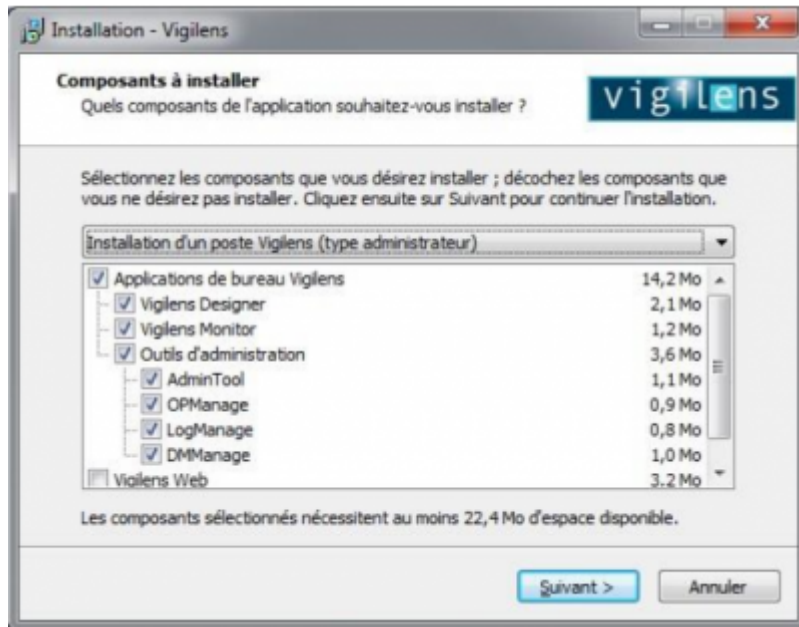 Installation - Vigilens
Composants à installer
Quels composants de l'application souhaitez-vous installer ?
vigilens
Sélectionnez les composants que vous désirez installer ; décochez les composants que
vous ne désirez pas installer. Cliquez ensuite sur Suivant pour continuer l'installation.
Installation d'un poste Vigilens (type administrateur)
Applications de bureau Vigilens 14,2 Mo
Vigilens Designer 2,1 Mo
Vigilens Monitor 1,2 Mo
Outils d'administration 3,6 Mo
AdminTool 1,1 Mo
OPManage 0,9 Mo
LogManage 0,8 Mo
DMManage 1,0 Mo
Vigilens Web 3,2 Mo
Les composants sélectionnés nécessitent au moins 22,4 Mo d'espace disponible.
Suivant > Annuler